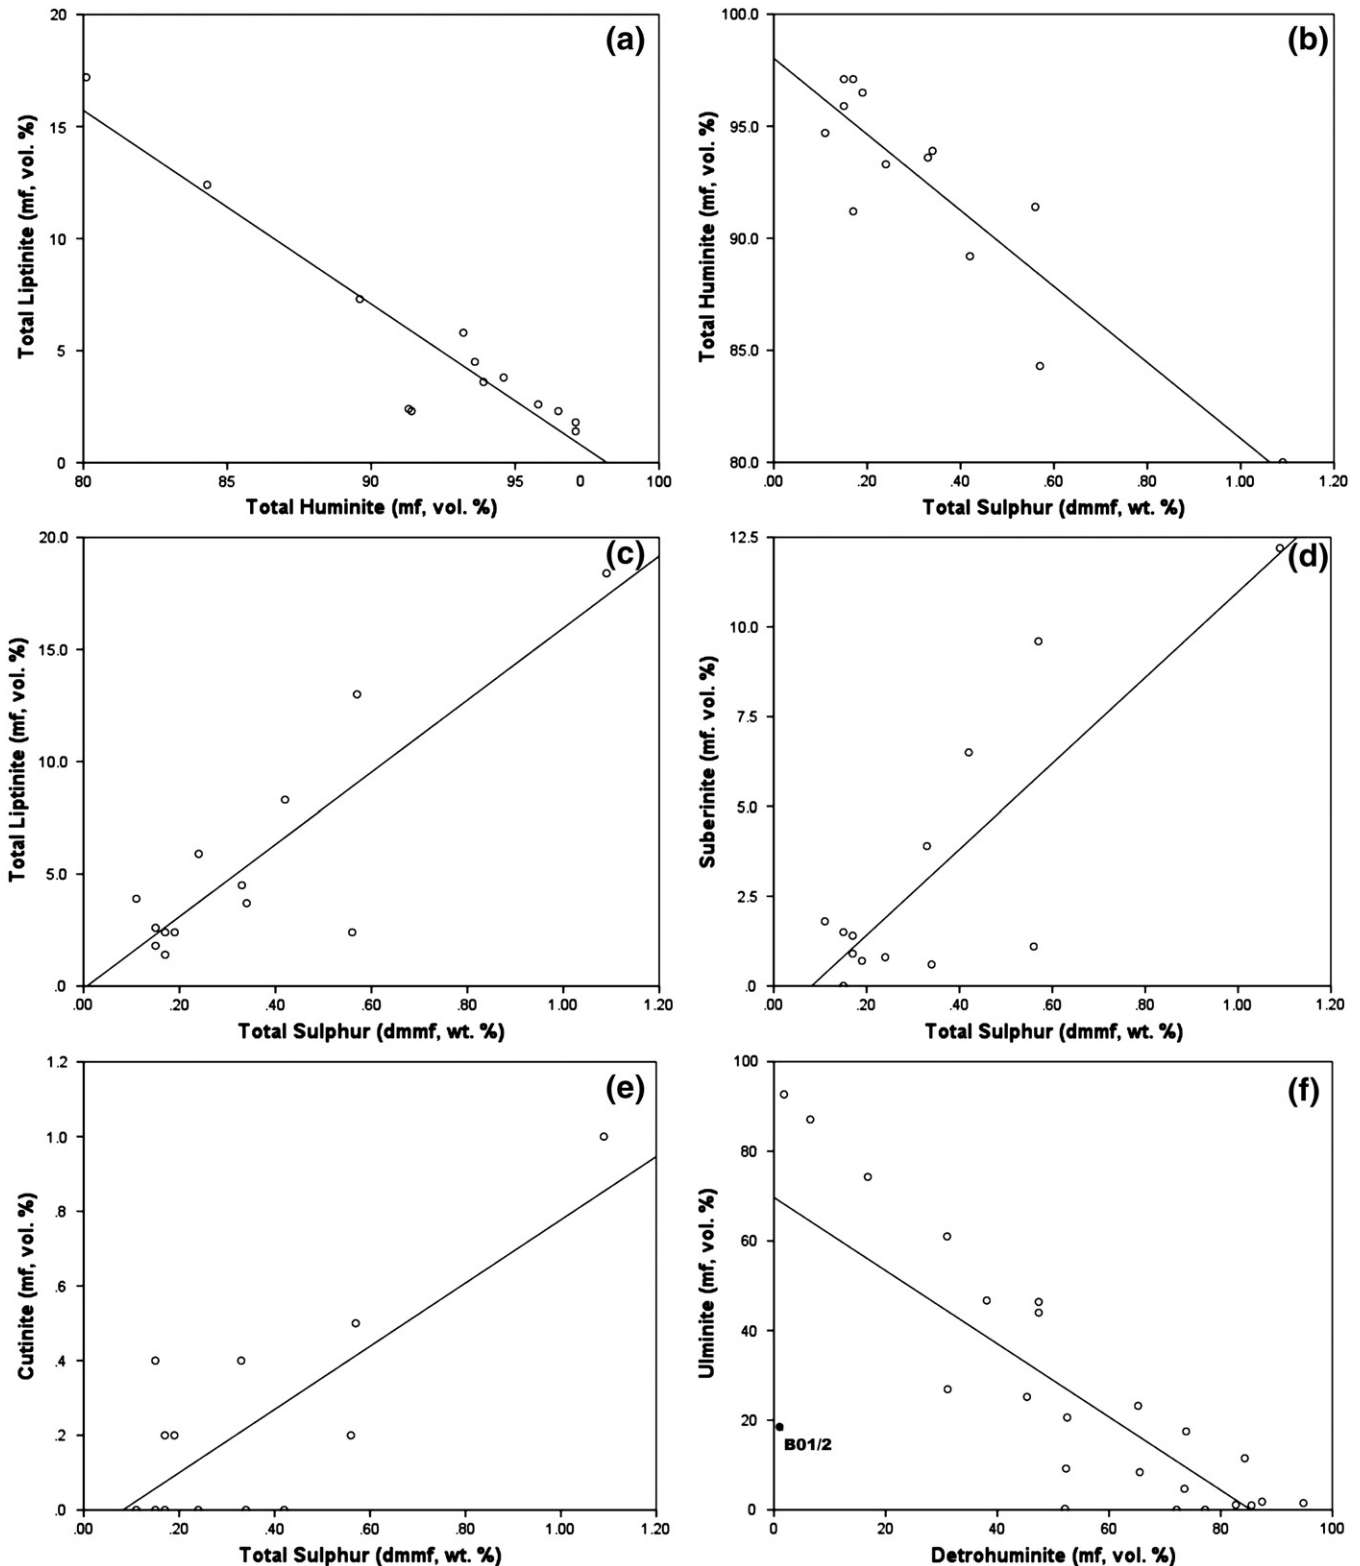 (a)
20
15
10
5
0
Total Liptinite (mf, vol. %)
80 85 90 95 0 100
Total Huminite (mf, vol. %)
(b)
100.0
95.0
90.0
85.0
80.0
Total Huminite (mf, vol. %)
.00 .20 .40 .60 .80 1.00 1.20
Total Sulphur (dmmf, wt. %)
(c)
20.0
15.0
10.0
5.0
.0
Total Liptinite (mf, vol. %)
.00 .20 .40 .60 .80 1.00 1.20
Total Sulphur (dmmf, wt. %)
(d)
12.5
10.0
7.5
5.0
2.5
.0
Suberinite (mf. vol. %)
.00 .20 .40 .60 .80 1.00 1.20
Total Sulphur (dmmf, wt. %)
(e)
1.2
1.0
.8
.6
.4
.2
.0
Cutinite (mf, vol. %)
.00 .20 .40 .60 .80 1.00 1.20
Total Sulphur (dmmf, wt. %)
(f)
100
80
60
40
20
0
Ulminite (mf, vol. %)
B01/2
0 20 40 60 80 100
Detrohuminite (mf, vol. %)